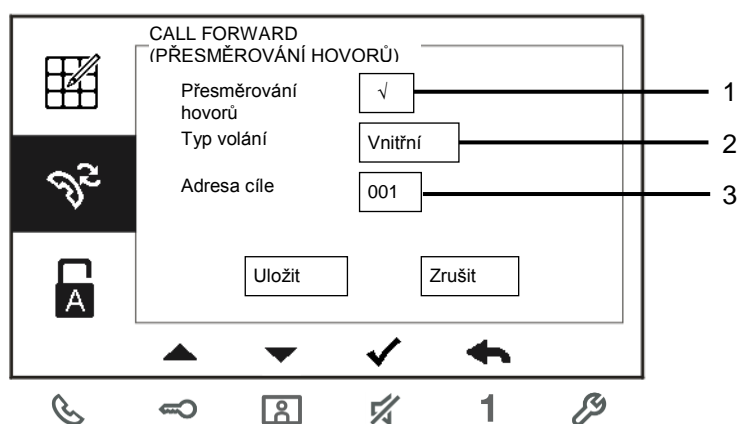 CALL FORWARD
(PŘESMĚROVÁNÍ HOVORŮ)
Přesměrování
hovorů
√
1
Typ volání
Vnitřní
2
Adresa cíle
001
3
Uložit
Zrušit
A
1